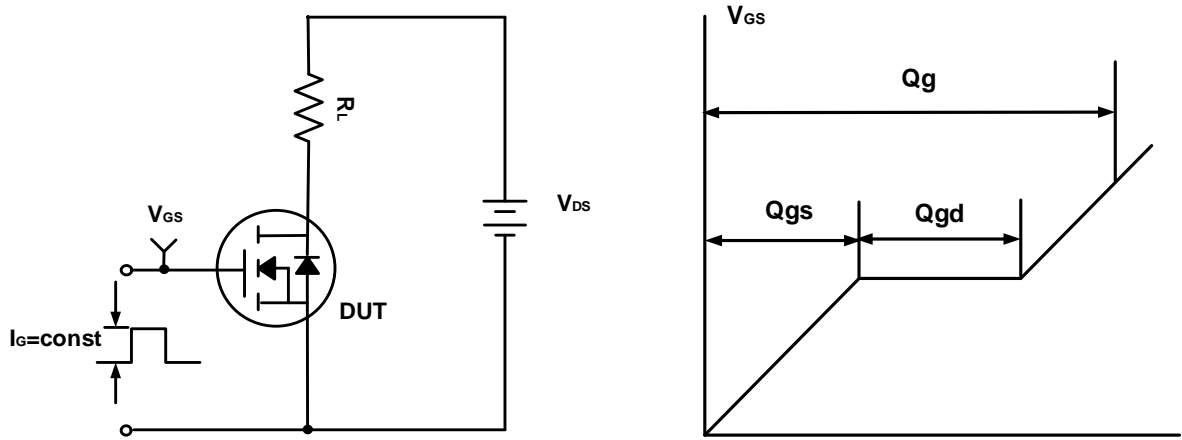 RL
VGS
VDS
DUT
IG=const
VGS
Qg
Qgs
Qgd